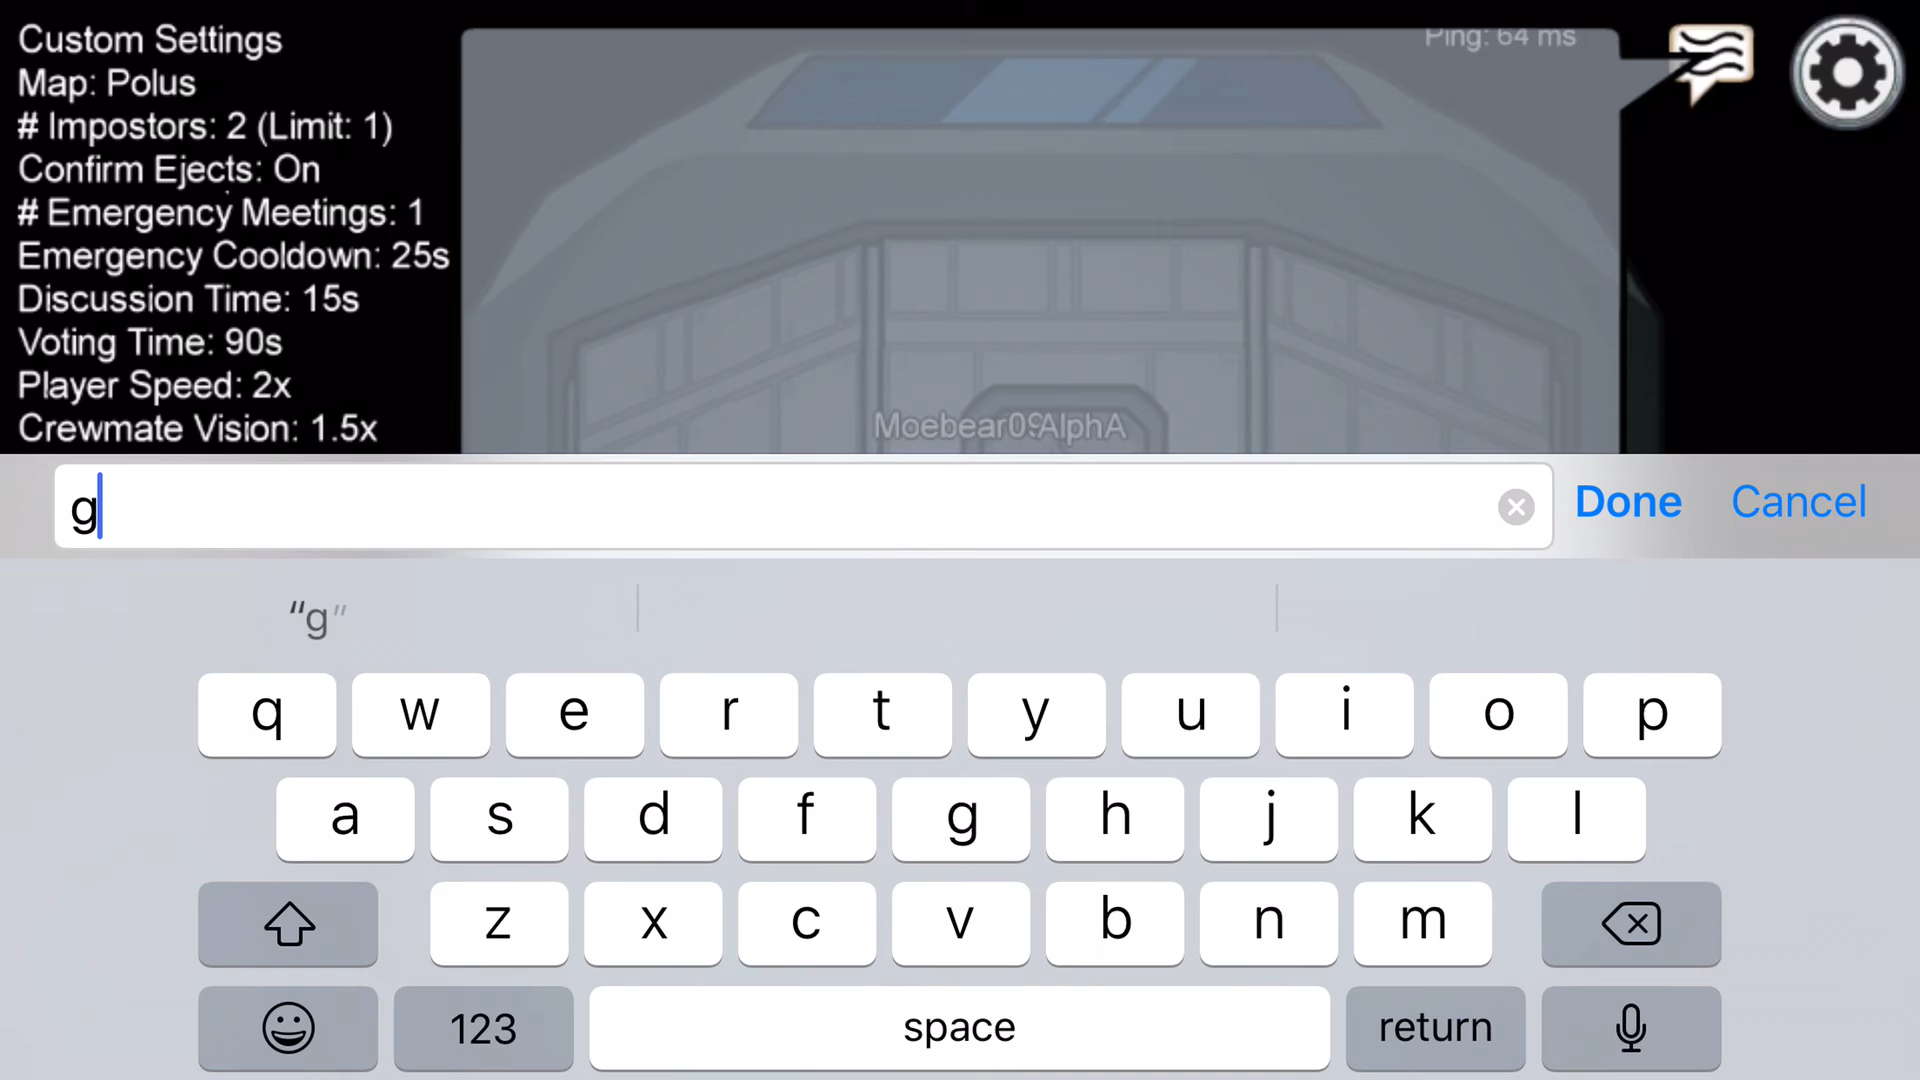 Custom Settings
Map: Polus
# Impostors: 2 (Limit: 1)
Confirm Ejects: On
# Emergency Meetings: 1
Emergency Cooldown: 25s
Discussion Time: 15s
Voting Time: 90s
Player Speed: 2x
Crewmate Vision: 1.5x
Ping: 64 ms
Moebear09 AlphA
g
Done
Cancel
“g”
q w e r t y u i o p
a s d f g h j k l
z x c v b n m
123
space
return